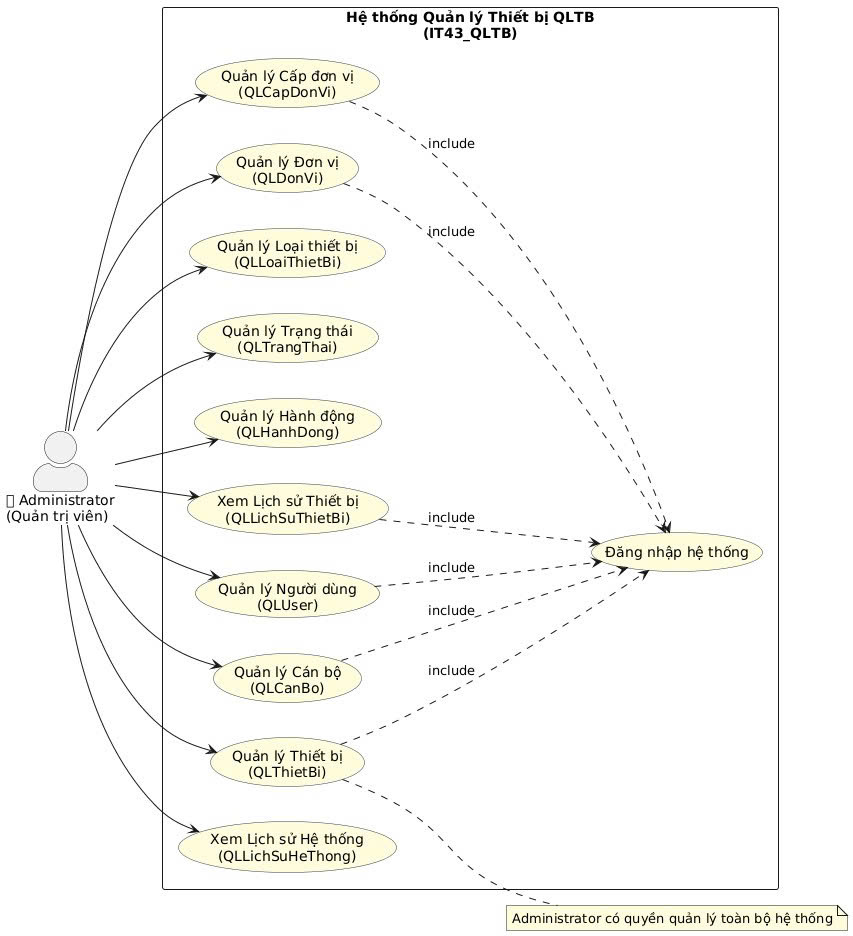 Hệ thống Quản lý Thiết bị QLTB
(IT43_QLTB)
Quản lý Cấp đơn vị
(QLCapDonVi)
include
Quản lý Đơn vị
(QLDonVi)
include
Quản lý Loại thiết bị
(QLLoaiThietBi)
Quản lý Trạng thái
(QLTrangThai)
Quản lý Hành động
(QLHanhDong)
Administrator
(Quản trị viên)
Xem Lịch sử Thiết bị
(QLLichSuThietBi)
include
Đăng nhập hệ thống
Quản lý Người dùng
(QLUser)
include
Quản lý Cán bộ
(QLCanBo)
include
Quản lý Thiết bị
(QLThietBi)
include
Xem Lịch sử Hệ thống
(QLLichSuHeThong)
Administrator có quyền quản lý toàn bộ hệ thống